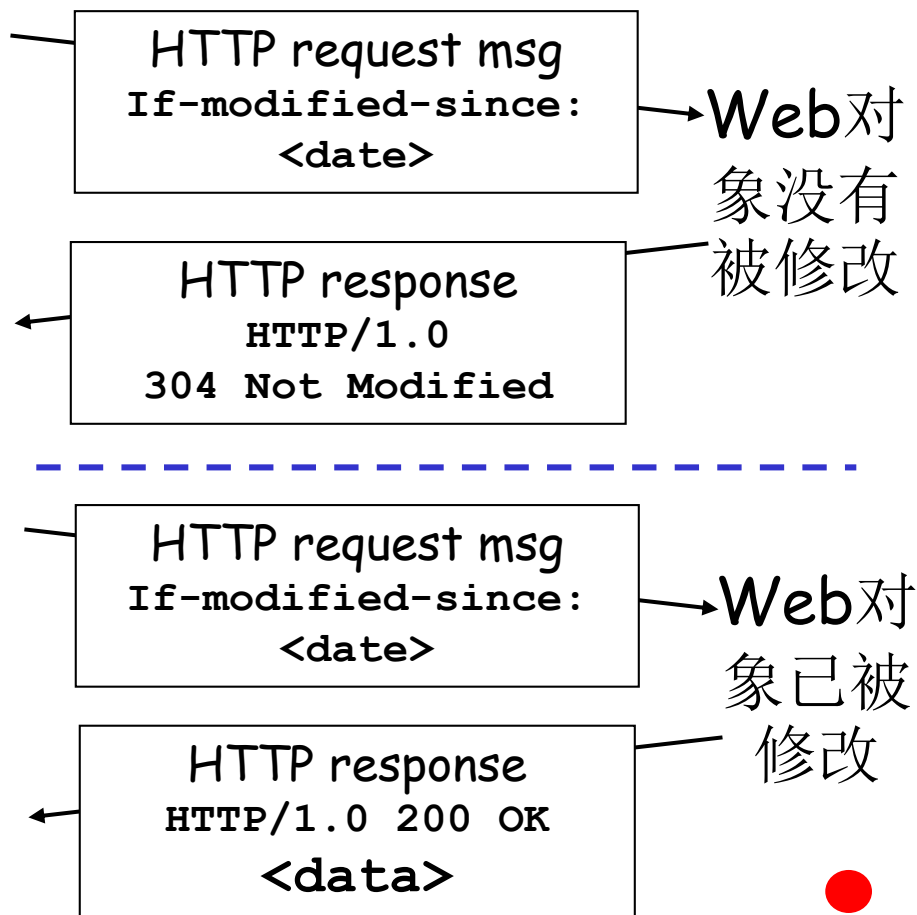 HTTP request msg
If-modified-since:
<date>
Web对
象没有
被修改
HTTP response
HTTP/1.0
304 Not Modified
HTTP request msg
If-modified-since:
<date>
Web对
象已被
修改
HTTP response
HTTP/1.0 200 OK
<data>